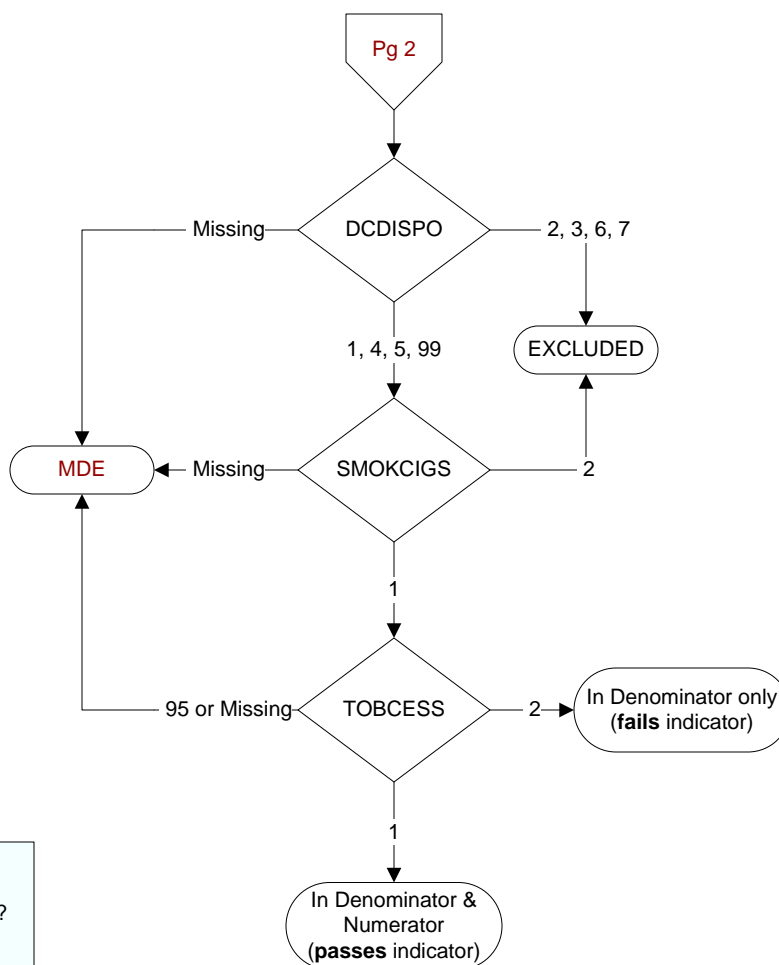 Pg 2
Missing
DCDISPO
2, 3, 6, 7
1, 4, 5, 99
EXCLUDED
MDE
Missing
SMOKCIGS
2
1
95 or Missing
TOBCESS
2
In Denominator only
(fails indicator)
1
?
In Denominator &
Numerator
(passes indicator)